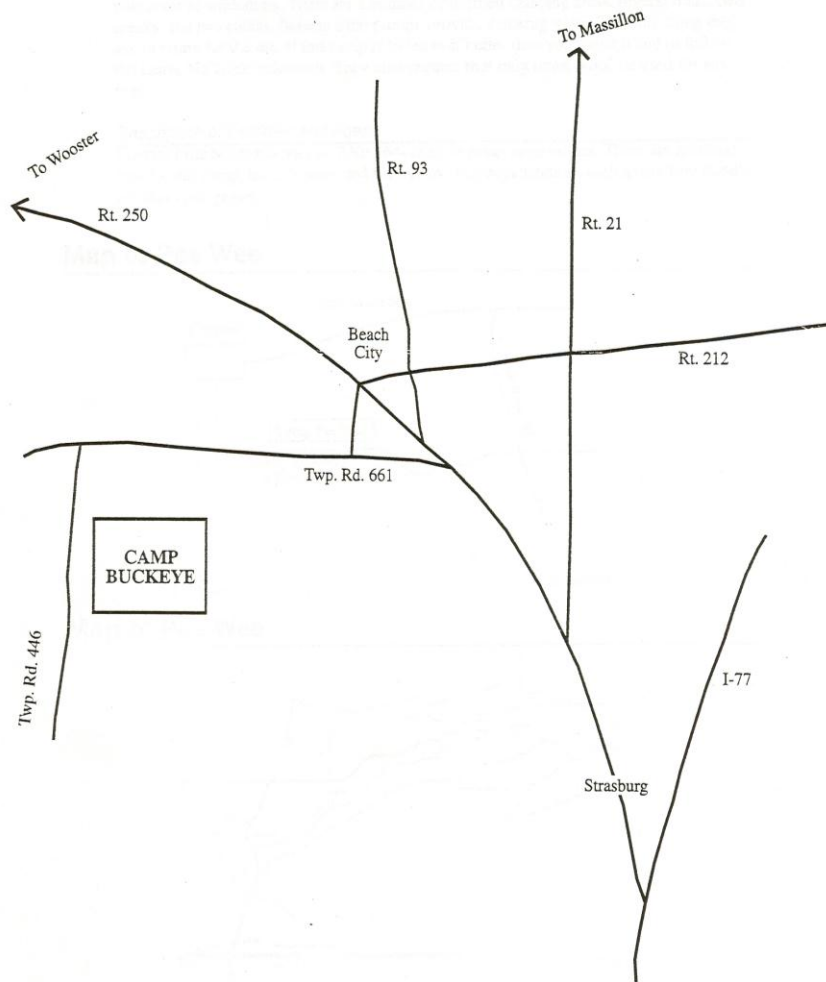 To Massillon
To Wooster
Rt. 93
Rt. 250
Rt. 21
Beach
City
Rt. 212
Twp. Rd. 661
CAMP
BUCKEYE
Twp. Rd. 446
I-77
Strasburg